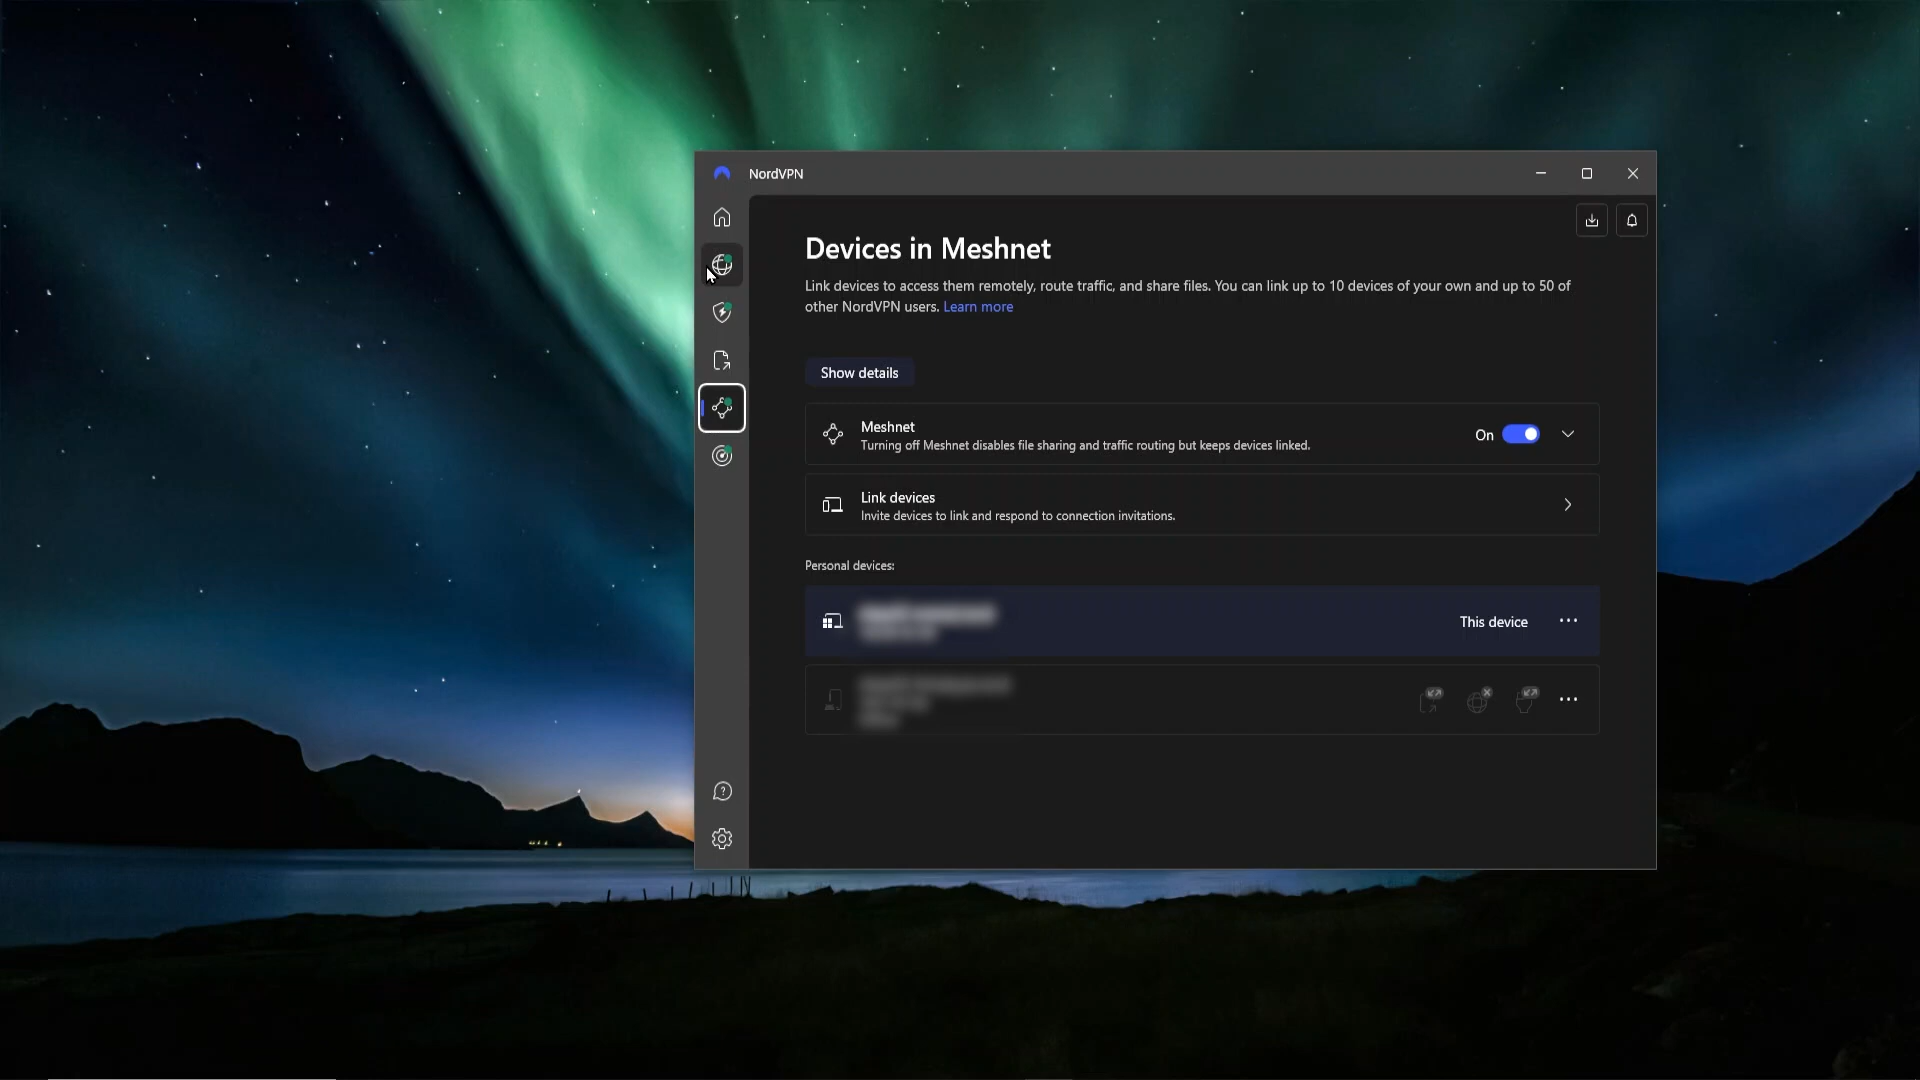 NordVPN
Devices in Meshnet
Link devices to access them remotely, route traffic, and share files. You can link up to 10 devices of your own and up to 50 of
other NordVPN users. Learn more
Show details
Meshnet
Turning off Meshnet disables file sharing and traffic routing but keeps devices linked.
On
Link devices
Invite devices to link and respond to connection invitations.
Personal devices:
This device